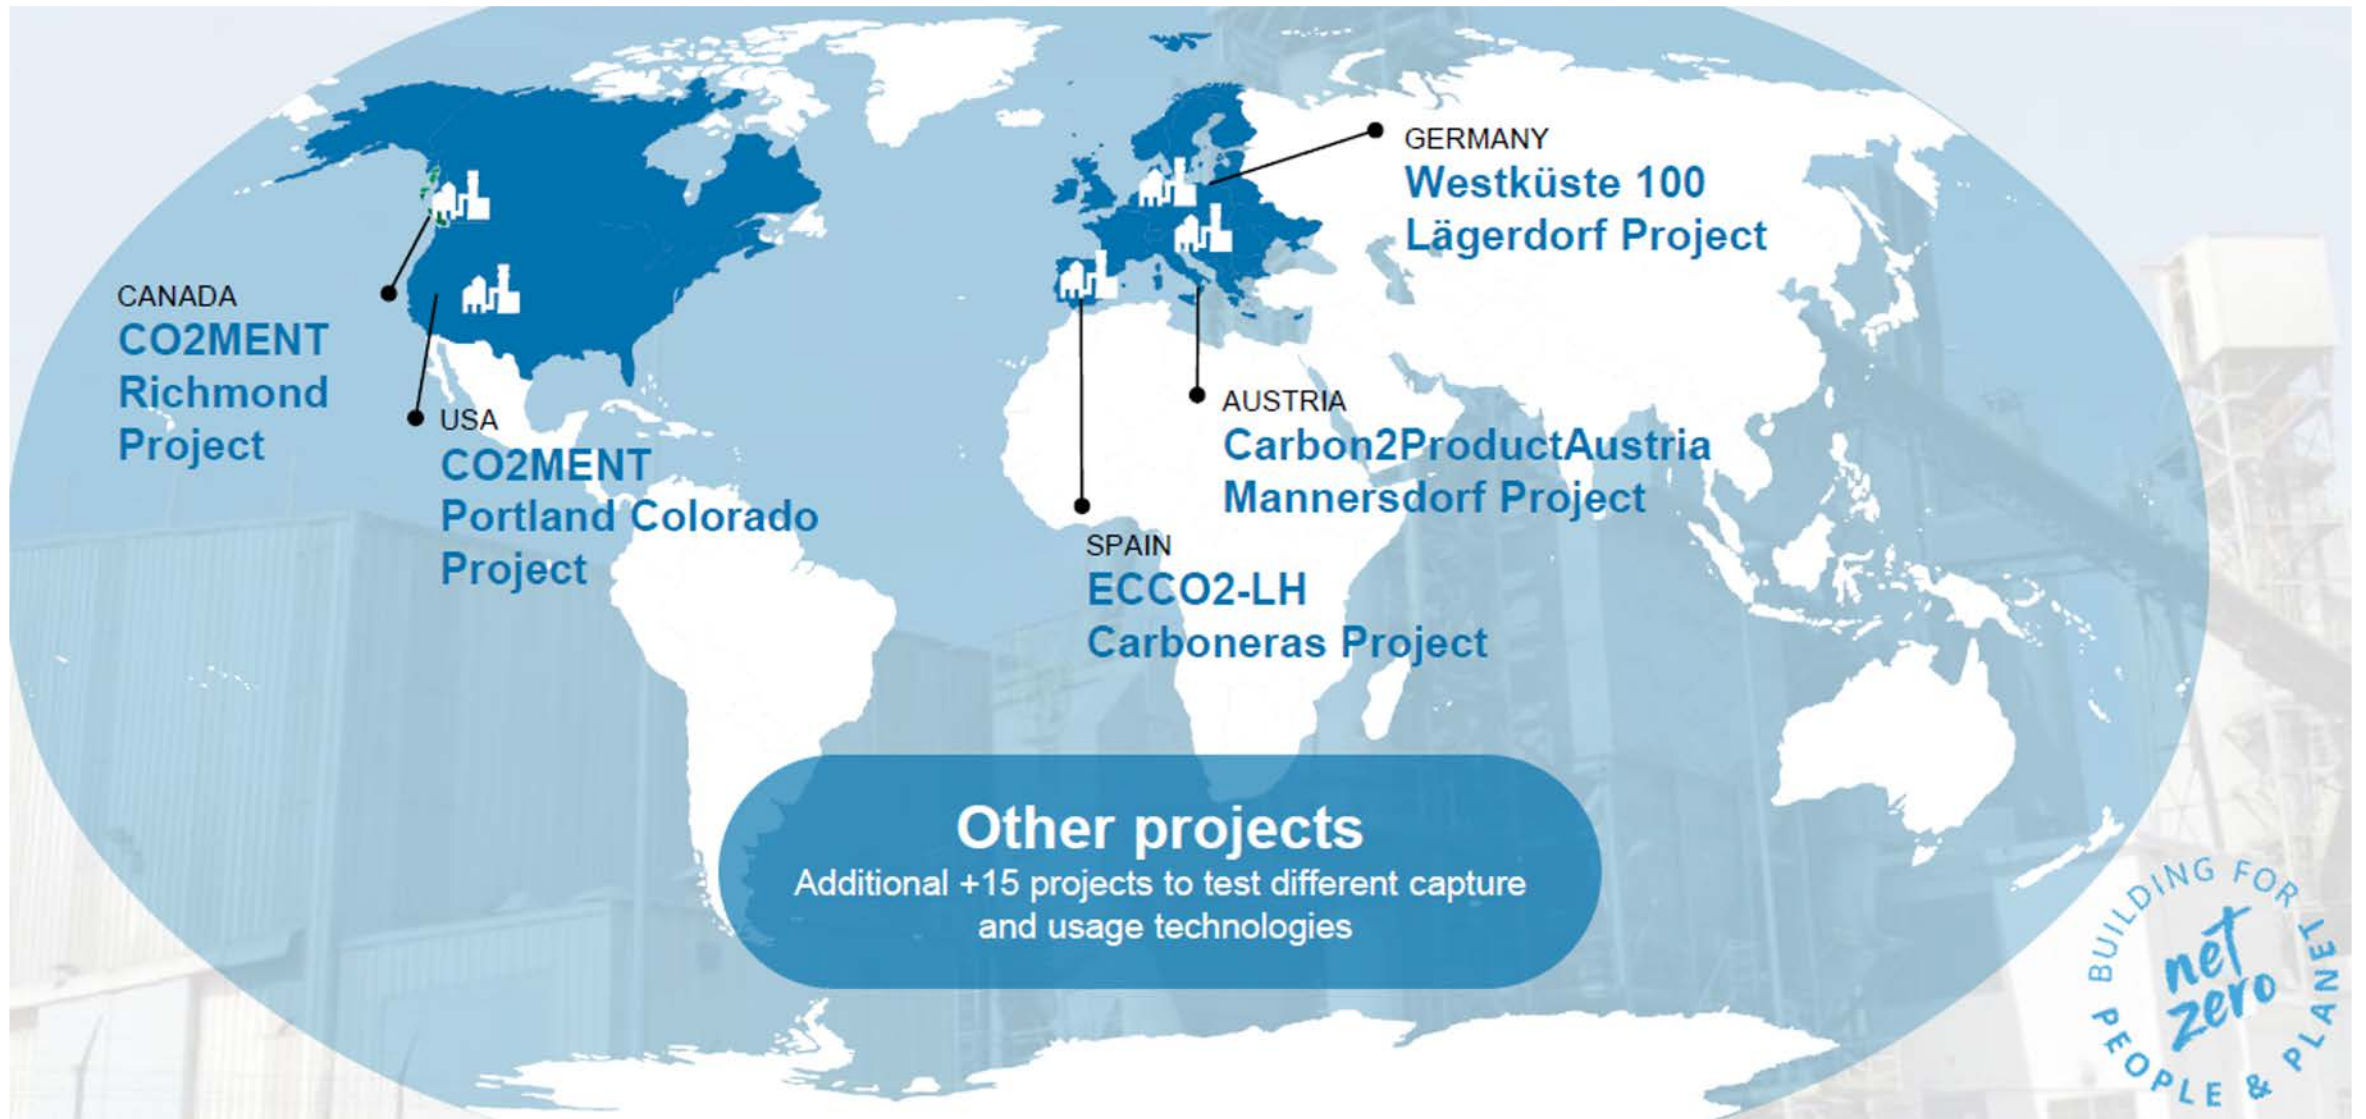 GERMANY
Westküste 100
Lägerdorf Project
CANADA
CO2MENT
Richmond
Project
USA
CO2MENT
Portland Colorado
Project
AUSTRIA
Carbon2ProductAustria
Mannersdorf Project
SPAIN
ECCO2-LH
Carboneras Project
Other projects
Additional +15 projects to test different capture
and usage technologies
BUILDING FOR
PEOPLE & PLANET
net
zero